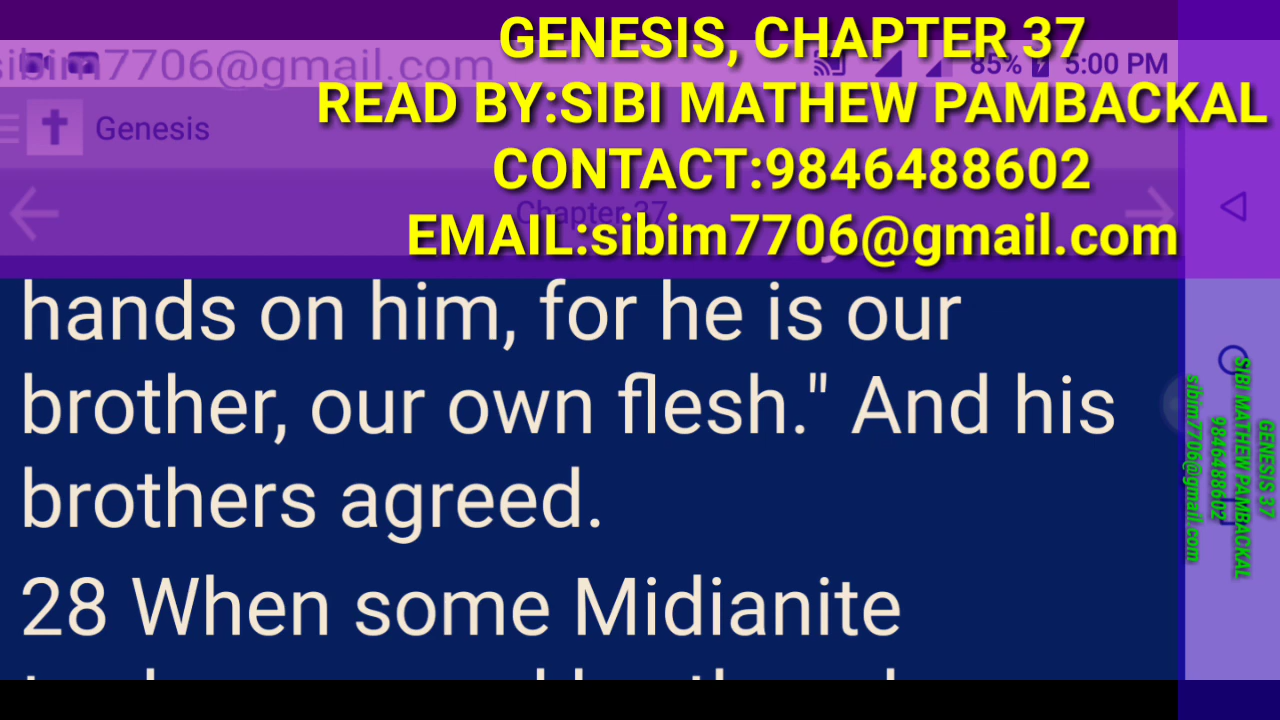 GENESIS, CHAPTER 37
sibim7706@gmail.com
85% 5:00 PM
READ BY:SIBI MATHEW PAMBACKAL
Genesis
CONTACT:9846488602
Chapter 37
EMAIL:sibim7706@gmail.com
hands on him, for he is our
brother, our own flesh." And his
brothers agreed.
28 When some Midianite
GENESIS 37
SIBI MATHEW PAMBACKAL
9846488602
sibim7706@gmail.com